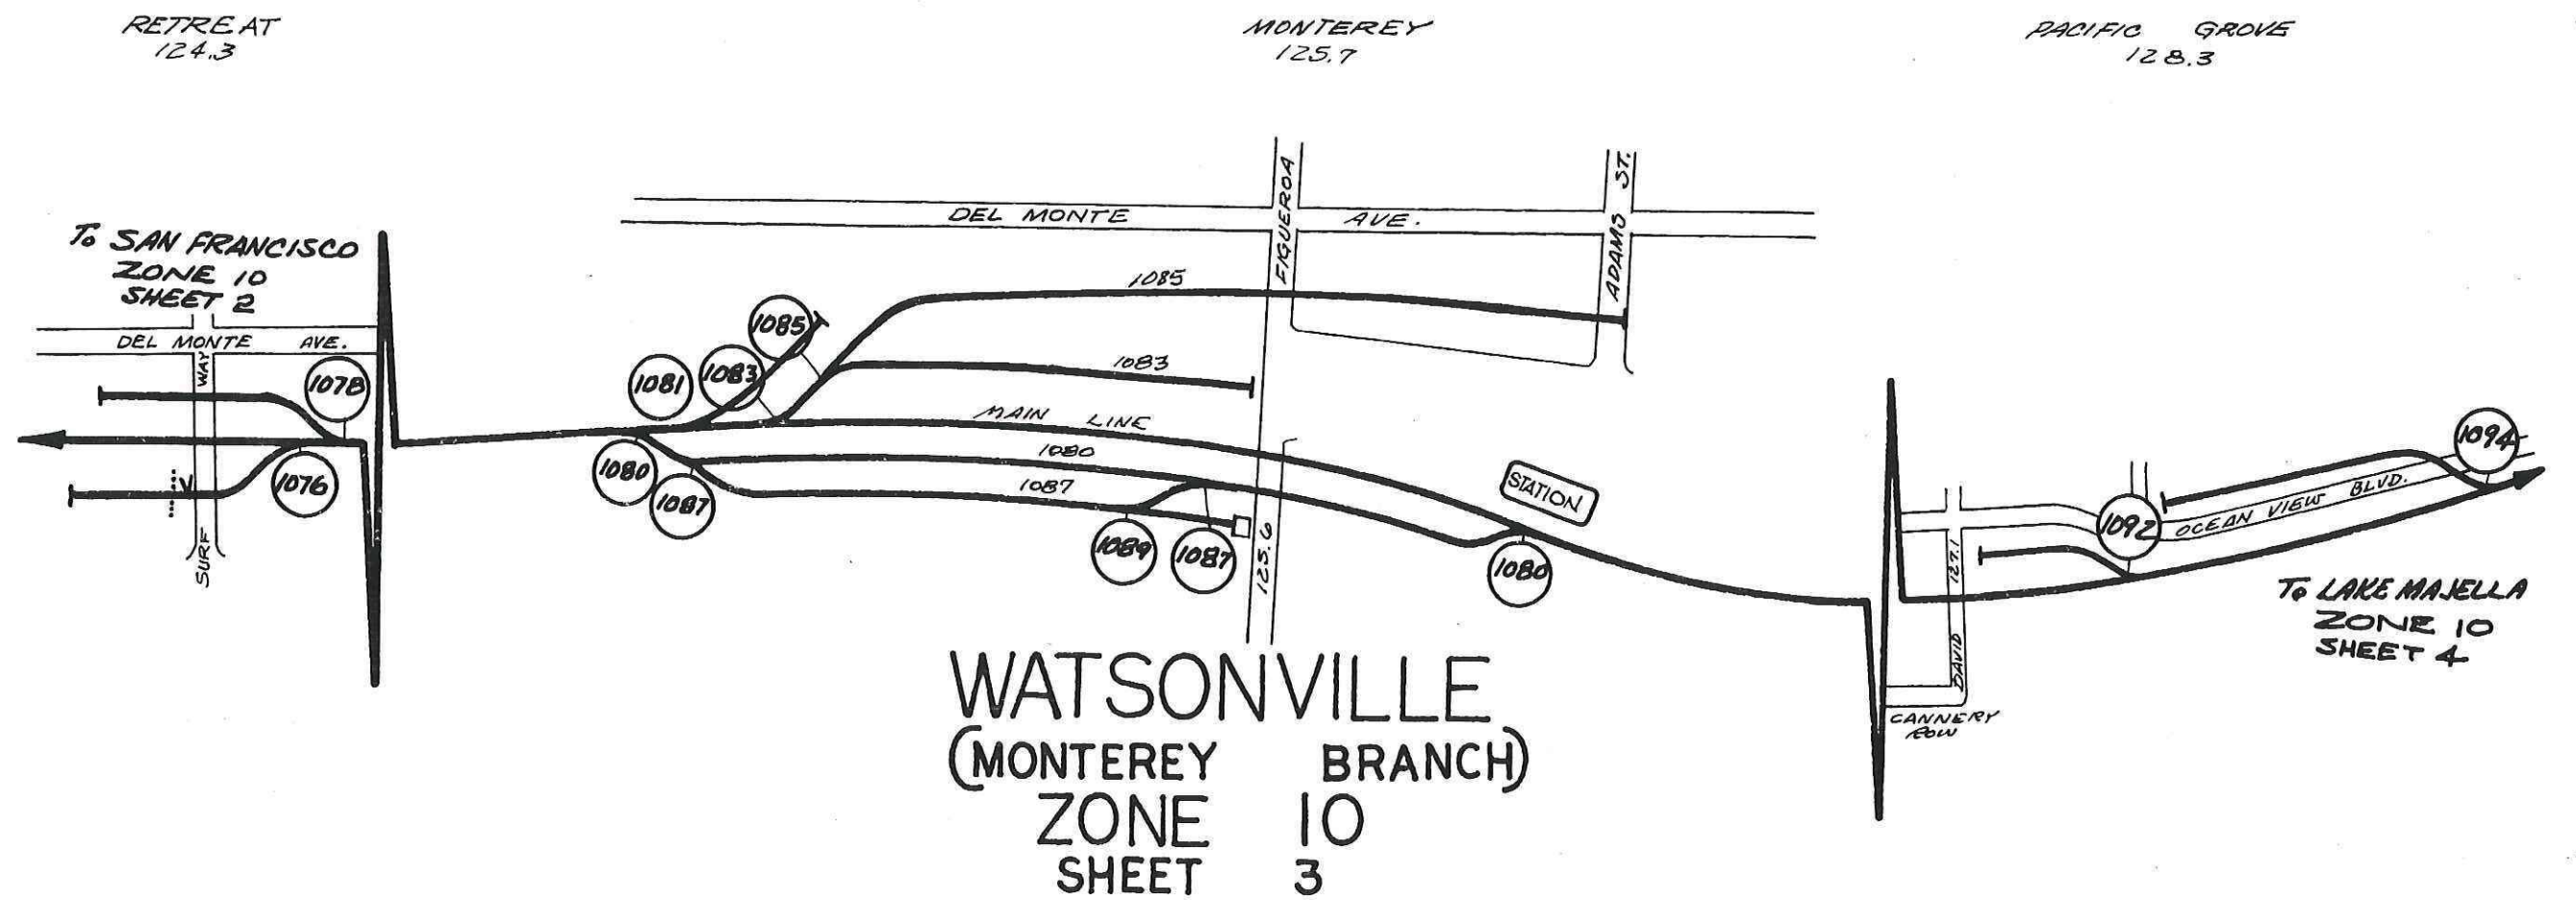 RETREAT
124.3
MONTEREY
125.7
PACIFIC GROVE
128.3
To SAN FRANCISCO
ZONE 10
SHEET 2
DEL MONTE AVE.
SURF WAY
1078
1076
DEL MONTE AVE.
FIGUEROA
ADAMS ST.
1085
1085
1083
1083
1081
MAIN LINE
1080
1080
1087
1087
1089
1087
125.6
STATION
1080
1094
OCEAN VIEW BLVD.
1092
127.1
DAVID
CANNERY
ROW
To LAKE MAJELLA
ZONE 10
SHEET 4
WATSONVILLE
(MONTEREY BRANCH)
ZONE 10
SHEET 3